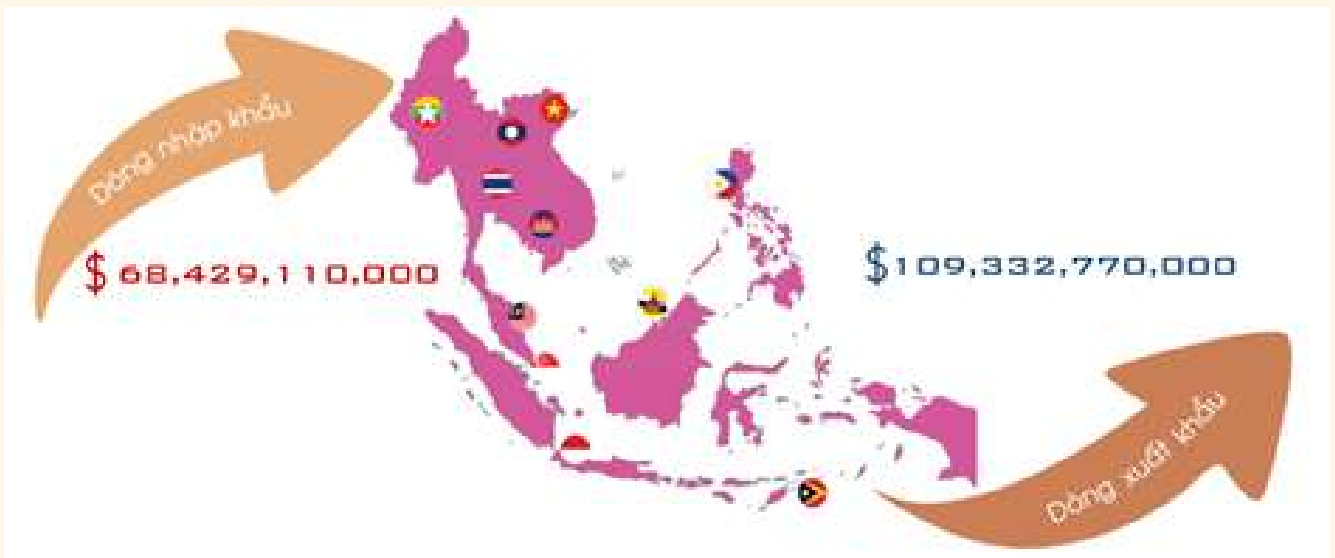 Dòng nhập khẩu
$ 68,429,110,000
$109,332,770,000
Dòng xuất khẩu